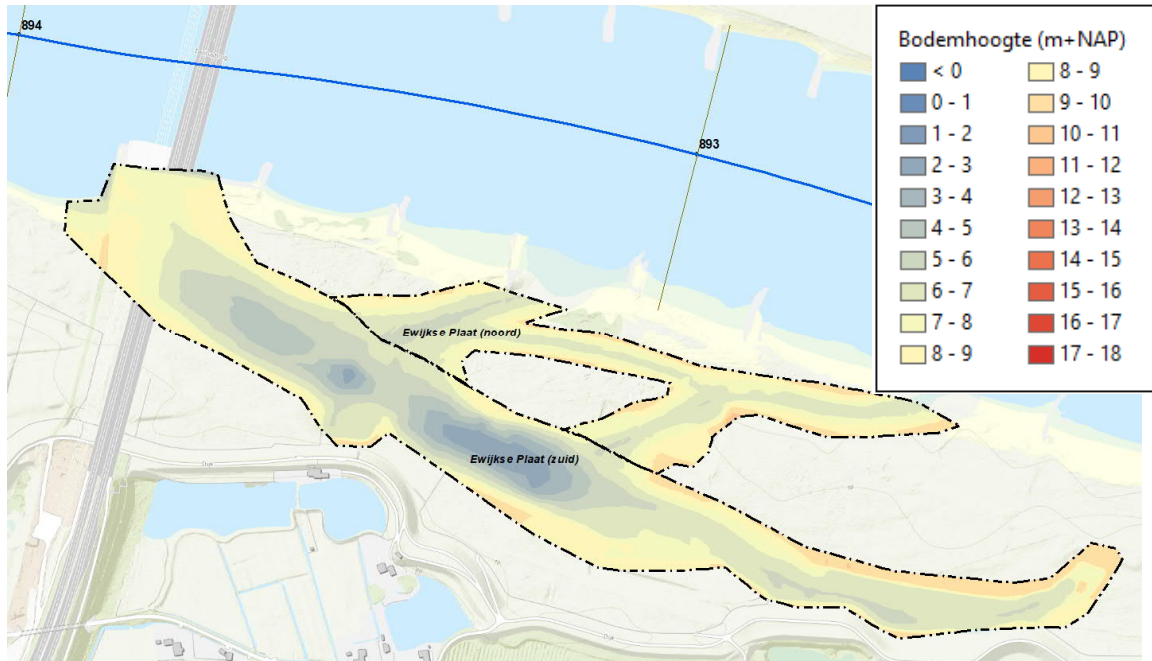 894
893
Bodemhoogte (m+NAP)
< 0
0 - 1
1 - 2
2 - 3
3 - 4
4 - 5
5 - 6
6 - 7
7 - 8
8 - 9
8 - 9
9 - 10
10 - 11
11 - 12
12 - 13
13 - 14
14 - 15
15 - 16
16 - 17
17 - 18
Ewijkse Plaat (noord)
Ewijkse Plaat (zuid)
Dijk
Dijk